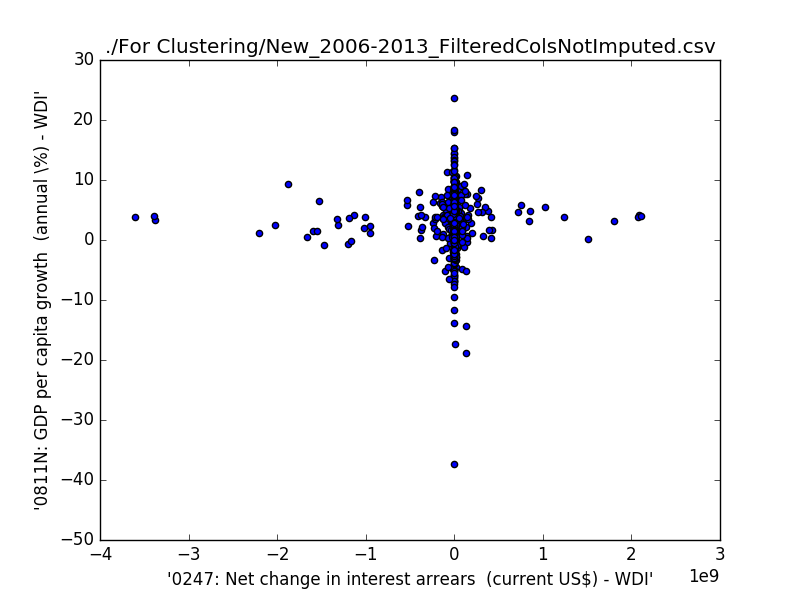 ./For Clustering/New_2006-2013_FilteredColsNotImputed.csv
'0811N: GDP per capita growth  (annual \%) - WDI'
30
20
10
0
−10
−20
−30
−40
−50
−4 −3 −2 −1 0 1 2 3
1e9
'0247: Net change in interest arrears  (current US$) - WDI'